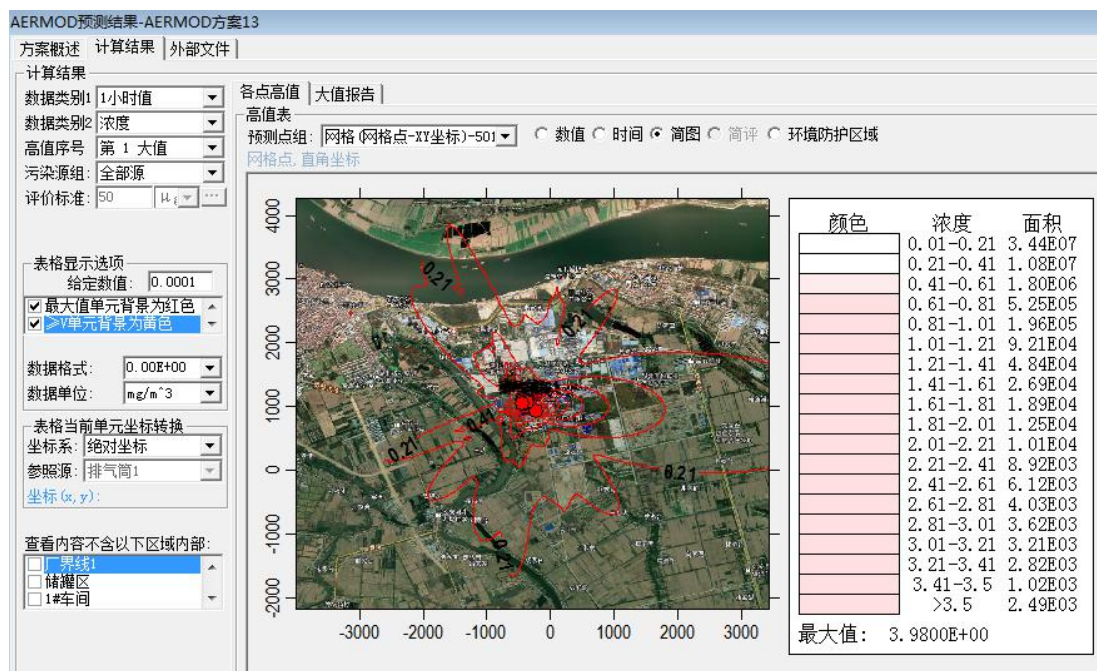 AERMOD预测结果-AERMOD方案13
方案概述 计算结果 外部文件
计算结果
数据类别1 1小时值
数据类别2 浓度
高值序号 第 1 大值
污染源组: 全部源
评价标准: 50
表格显示选项
给定数值: 0.0001
最大值单元背景为红色
≥V单元背景为黄色
数据格式: 0.00E+00
数据单位: mg/m^3
表格当前单元坐标转换
坐标系: 绝对坐标
参照源: 排气筒1
坐标(x,y):
查看内容不含以下区域内部:
厂界线1
储罐区
1#车间
各点高值 大值报告
高值表
预测点组: 网格(网格点-XY坐标)-501 数值 时间 简图 简评 环境防护区域
网格点,直角坐标
4000
3000
2000
1000
0
-1000
-2000
-3000 -2000 -1000 0 1000 2000 3000
0.21
0.21
0.41
0.21
0.21
颜色 浓度 面积
0.01-0.21 3.44E07
0.21-0.41 1.08E07
0.41-0.61 1.80E06
0.61-0.81 5.25E05
0.81-1.01 1.96E05
1.01-1.21 9.21E04
1.21-1.41 4.84E04
1.41-1.61 2.69E04
1.61-1.81 1.89E04
1.81-2.01 1.25E04
2.01-2.21 1.01E04
2.21-2.41 8.92E03
2.41-2.61 6.12E03
2.61-2.81 4.03E03
2.81-3.01 3.62E03
3.01-3.21 3.21E03
3.21-3.41 2.82E03
3.41-3.5 1.02E03
>3.5 2.49E03
最大值: 3.9800E+00